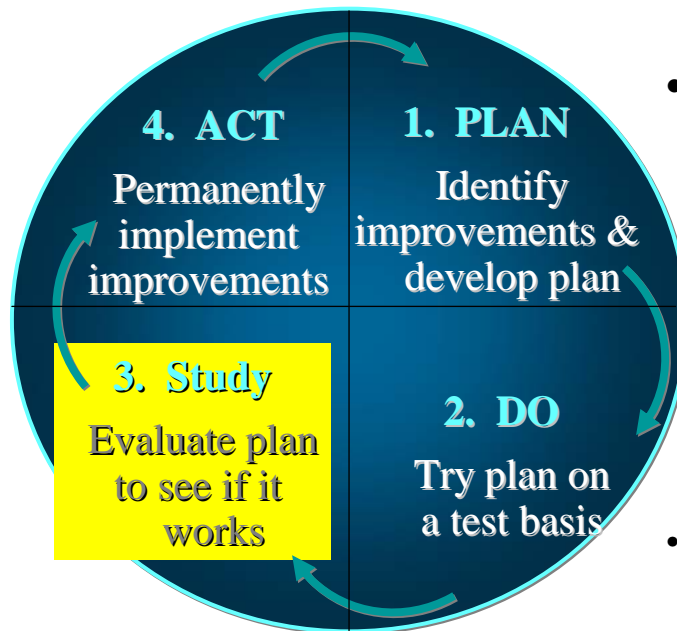 4. ACT
Permanently
implement
improvements
1. PLAN
Identify
improvements &
develop plan
3. Study
Evaluate plan
to see if it
works
2. DO
Try plan on
a test basis
•
•